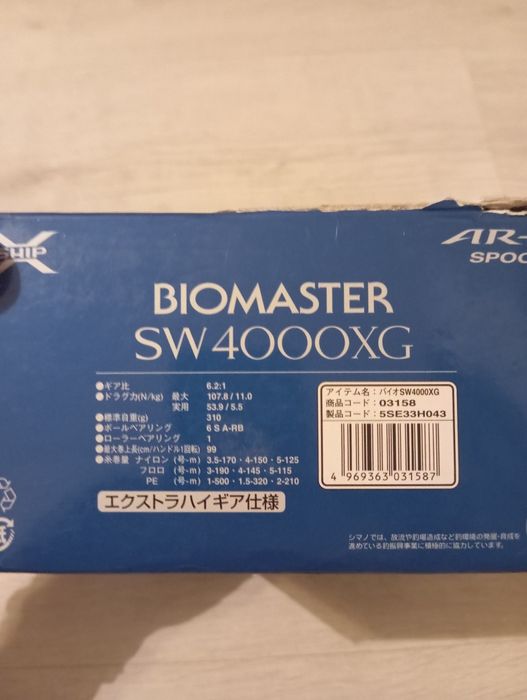 SHIP
AR-
SPOO
BIOMASTER
SW4000XG
●ギア比 6.2:1
●ドラグ力(N/kg) 最大 107.8/11.0
実用 53.9/5.5
●標準自重(g) 310
●ボールベアリング 6 S A-RB
●ローラーベアリング 1
●最大巻上長(cm/ハンドル1回転) 99
●糸巻量 ナイロン (号-m) 3.5-170・4-150・5-125
フロロ (号-m) 3-190・4-145・5-115
PE (号-m) 1-500・1.5-320・2-210
エクストラハイギア仕様
アイテム名:バイオSW4000XG
商品コード:03158
製品コード:5SE33H043
4 969363 031587
シマノでは、放流や釣場造成など釣環境の発展・育成を
進めている釣振興事業に積極的に協力しています。